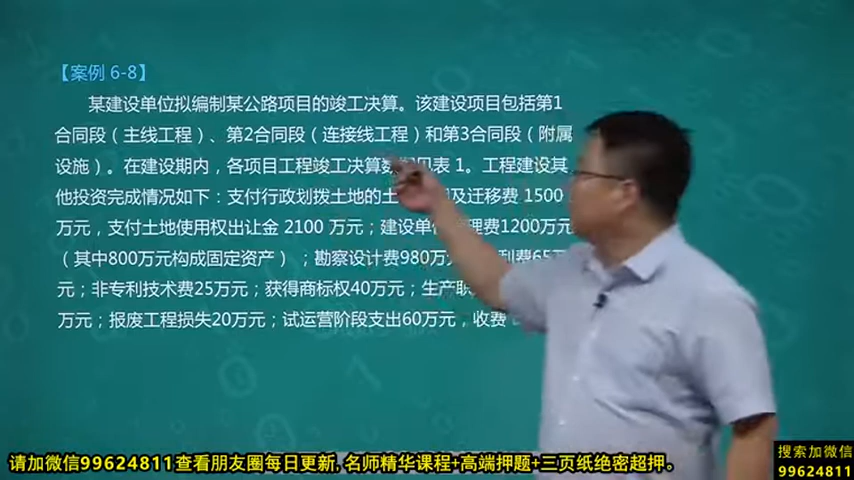 【案例 6-8】
某建设单位拟编制某公路项目的竣工决算。该建设项目包括第1
合同段（主线工程）、第2合同段（连接线工程）和第3合同段（附属
设施）。在建设期内，各项目工程竣工决算数 见表 1。工程建设其
他投资完成情况如下：支付行政划拨土地的土 及迁移费 1500
万元，支付土地使用权出让金 2100 万元；建设单 理费1200万元
（其中800万元构成固定资产）；勘察设计费980万 利费65万
元；非专利技术费25万元；获得商标权40万元；生产职
万元；报废工程损失20万元；试运营阶段支出60万元，收费
请加微信99624811查看朋友圈每日更新,名师精华课程+高端押题+三页纸绝密超押。
搜索加微信
99624811